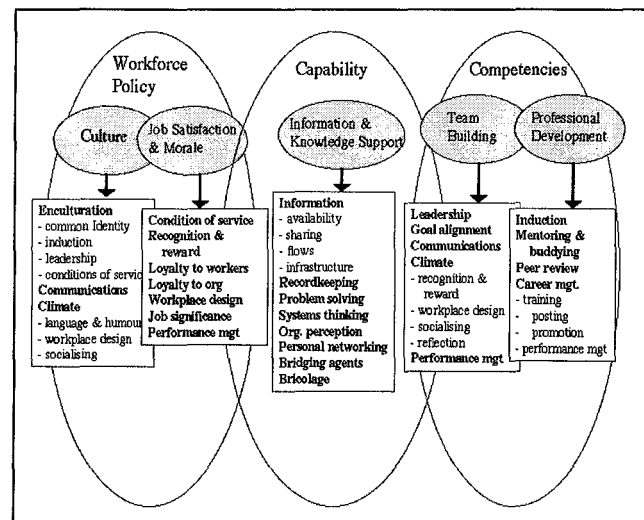 Workforce
Policy
Capability
Competencies
Culture
Job Satisfaction
& Morale
Information &
Knowledge Support
Team
Building
Professional
Development
Enculturation
- common Identity
- induction
- leadership
- conditions of service
Communications
Climate
- language & humour
- workplace design
- socialising
Condition of service
Recognition &
reward
Loyalty to workers
Loyalty to org
Workplace design
Job significance
Performance mgt
Information
- availability
- sharing
- flows
- infrastructure
Recordkeeping
Problem solving
Systems thinking
Org. perception
Personal networking
Bridging agents
Bricolage
Leadership
Goal alignment
Communications
Climate
- recognition &
reward
- workplace design
- socialising
- reflection
Performance mgt
Induction
Mentoring &
buddying
Peer review
Career mgt.
- training
- posting
- promotion
- performance mgt